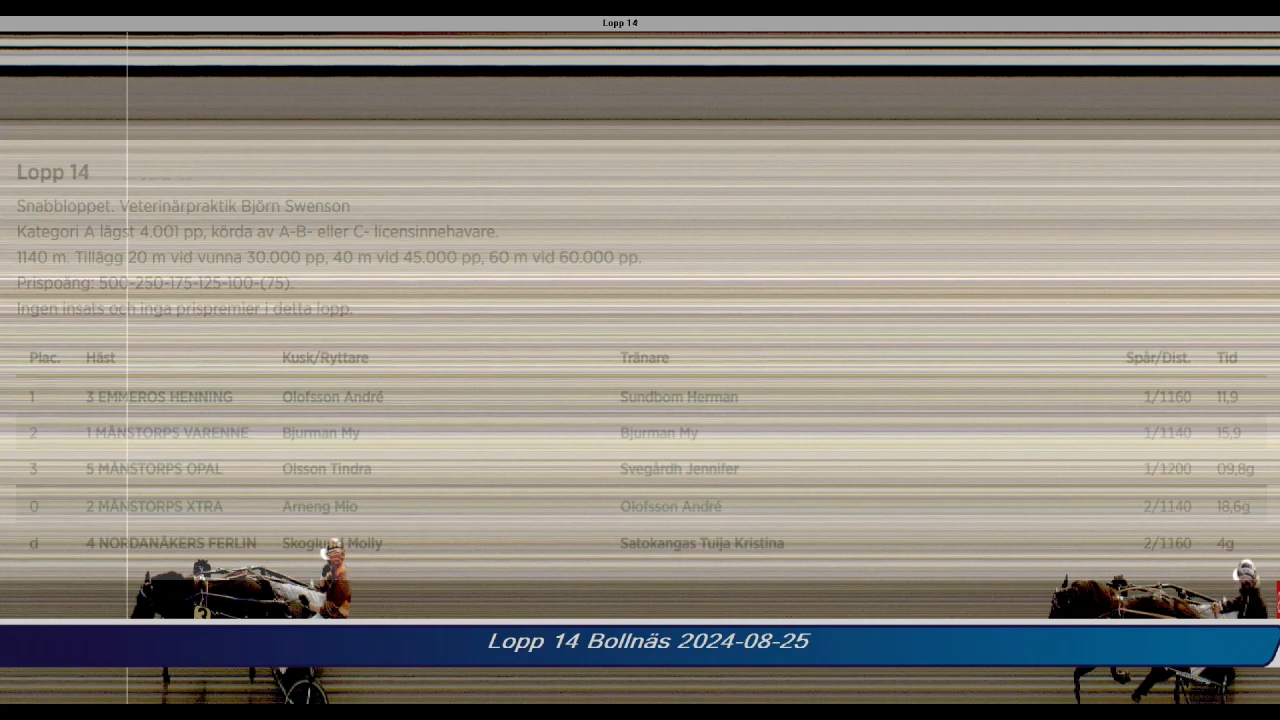 Lopp 14
Lopp 14
Snabbloppet. Veterinärpraktik Björn Swenson
Kategori A lägst 4.001 pp, körda av A-B- eller C- licensinnehavare.
1140 m. Tillägg 20 m vid vunna 30.000 pp, 40 m vid 45.000 pp, 60 m vid 60.000 pp.
Prispoäng: 500-250-175-125-100-(75).
Ingen insats och inga prispremier i detta lopp.
Plac. Häst Kusk/Ryttare Tränare Spår/Dist. Tid
1 3 EMMEROS HENNING Olofsson André Sundbom Herman 1/1160 11,9
2 1 MÅNSTORPS VARENNE Bjurman My Bjurman My 1/1140 15,9
3 5 MÅNSTORPS OPAL Olsson Tindra Svegårdh Jennifer 1/1200 09,8g
0 2 MÅNSTORPS XTRA Arneng Mio Olofsson André 2/1140 18,6g
d 4 NORDANÅKERS FERLIN Skoglund Molly Satokangas Tuija Kristina 2/1160 4g
3
Lopp 14 Bollnäs 2024-08-25